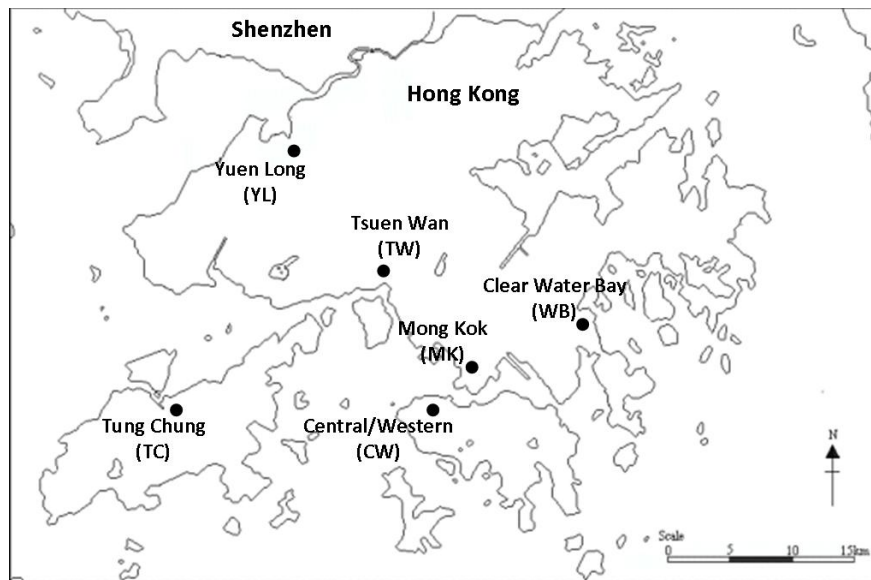 Shenzhen
Hong Kong
Yuen Long
(YL)
Tsuen Wan
(TW)
Clear Water Bay
(WB)
Mong Kok
(MK)
Tung Chung
(TC)
Central/Western
(CW)
N
Scale
0 5 10 15km